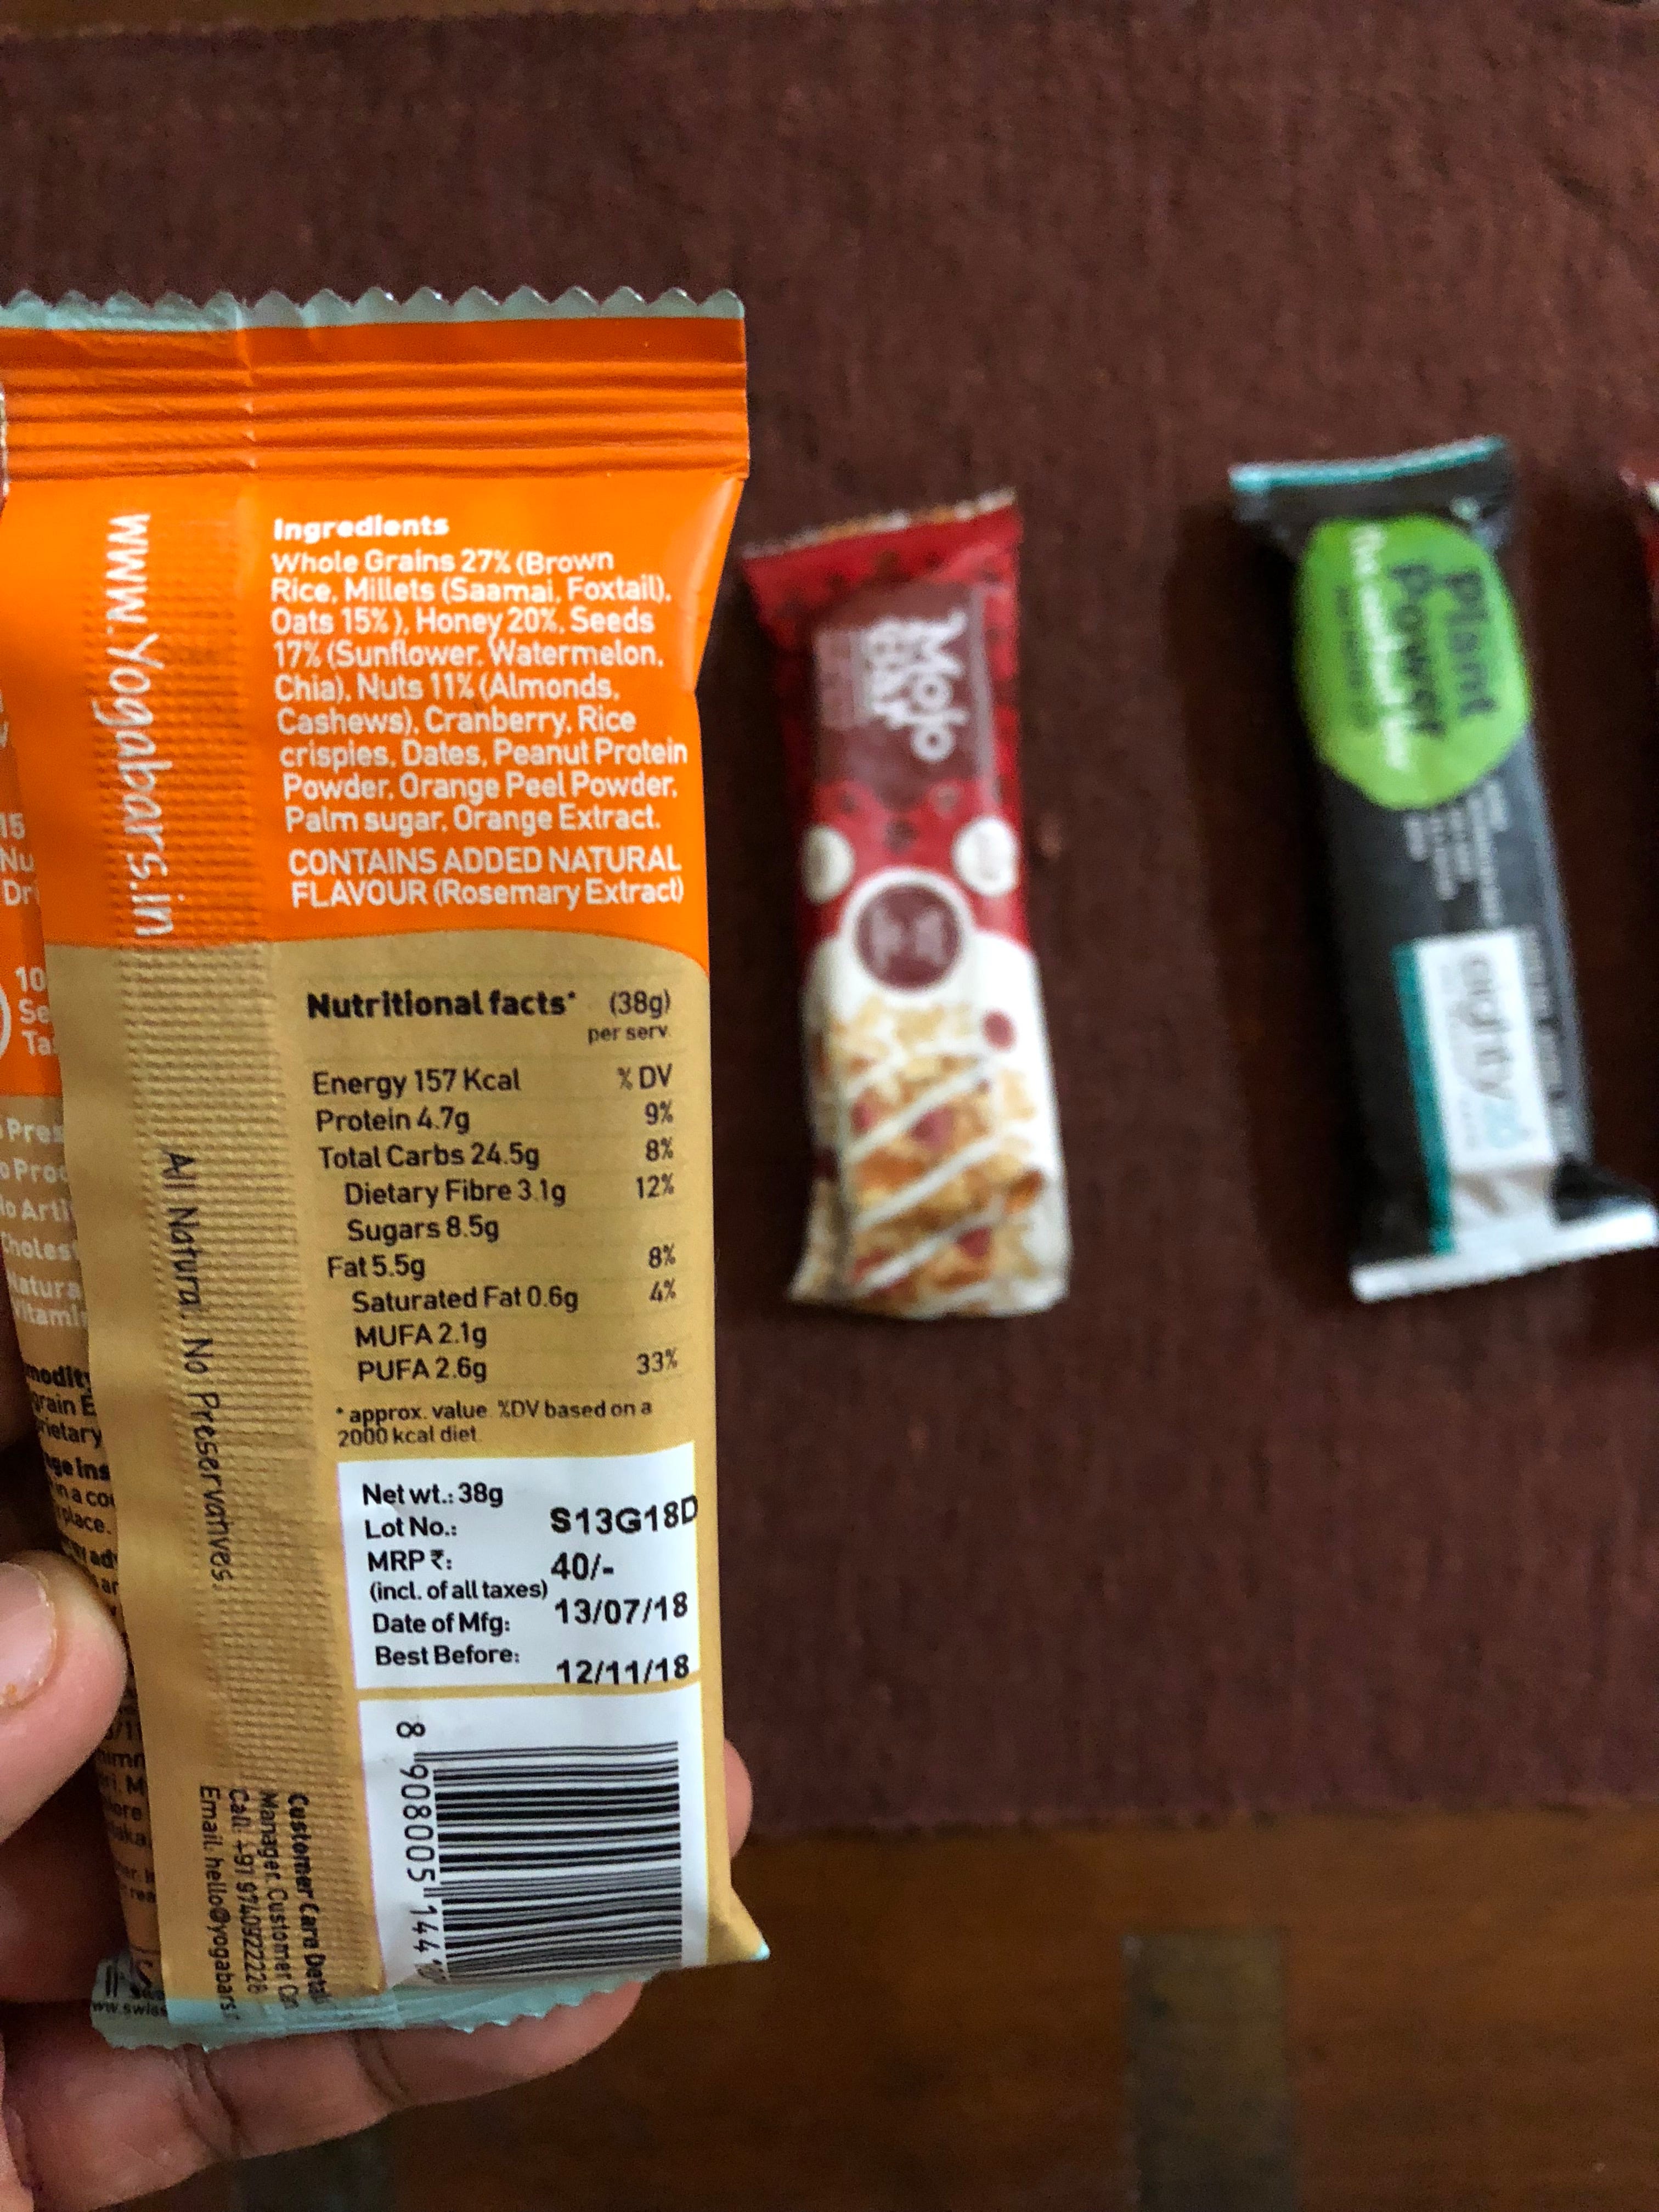 www.Yogabars.in
All Natural. No Preservatives.
Ingredients
Whole Grains 27% (Brown
Rice, Millets (Saamai, Foxtail),
Oats 15%), Honey 20%, Seeds
17% (Sunflower, Watermelon,
Chia), Nuts 11% (Almonds,
Cashews), Cranberry, Rice
crispies, Dates, Peanut Protein
Powder, Orange Peel Powder,
Palm sugar, Orange Extract.
CONTAINS ADDED NATURAL
FLAVOUR (Rosemary Extract)
Nutritional facts* (38g)
per serv.
Energy 157 Kcal % DV
Protein 4.7g 9%
Total Carbs 24.5g 8%
Dietary Fibre 3.1g 12%
Sugars 8.5g
Fat 5.5g 8%
Saturated Fat 0.6g 4%
MUFA 2.1g
PUFA 2.6g 33%
* approx. value. %DV based on a
2000 kcal diet
Net wt.: 38g
Lot No.: S13G18D
MRP ₹: 40/-
(incl. of all taxes)
Date of Mfg: 13/07/18
Best Before: 12/11/18
8 908005 144
Customer Care
Manager, Customer
Call: +91
Email: hello@yogabars.
Mojo
Bar
Plant
Power
eighty